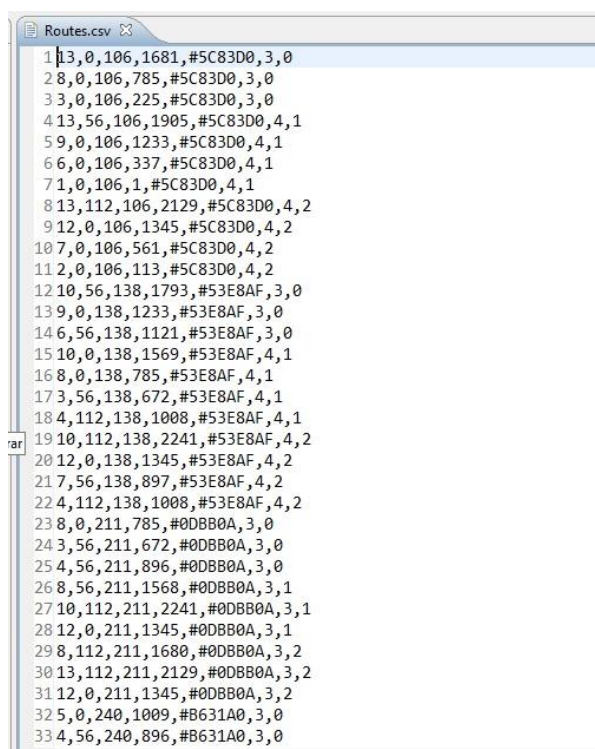 Routes.csv
1 13,0,106,1681,#5C83D0,3,0
2 8,0,106,785,#5C83D0,3,0
3 3,0,106,225,#5C83D0,3,0
4 13,56,106,1905,#5C83D0,4,1
5 9,0,106,1233,#5C83D0,4,1
6 6,0,106,337,#5C83D0,4,1
7 1,0,106,1,#5C83D0,4,1
8 13,112,106,2129,#5C83D0,4,2
9 12,0,106,1345,#5C83D0,4,2
10 7,0,106,561,#5C83D0,4,2
11 2,0,106,113,#5C83D0,4,2
12 10,56,138,1793,#53E8AF,3,0
13 9,0,138,1233,#53E8AF,3,0
14 6,56,138,1121,#53E8AF,3,0
15 10,0,138,1569,#53E8AF,4,1
16 8,0,138,785,#53E8AF,4,1
17 3,56,138,672,#53E8AF,4,1
18 4,112,138,1008,#53E8AF,4,1
rar
19 10,112,138,2241,#53E8AF,4,2
20 12,0,138,1345,#53E8AF,4,2
21 7,56,138,897,#53E8AF,4,2
22 4,112,138,1008,#53E8AF,4,2
23 8,0,211,785,#0DBB0A,3,0
24 3,56,211,672,#0DBB0A,3,0
25 4,56,211,896,#0DBB0A,3,0
26 8,56,211,1568,#0DBB0A,3,1
27 10,112,211,2241,#0DBB0A,3,1
28 12,0,211,1345,#0DBB0A,3,1
29 8,112,211,1680,#0DBB0A,3,2
30 13,112,211,2129,#0DBB0A,3,2
31 12,0,211,1345,#0DBB0A,3,2
32 5,0,240,1009,#B631A0,3,0
33 4,56,240,896,#B631A0,3,0